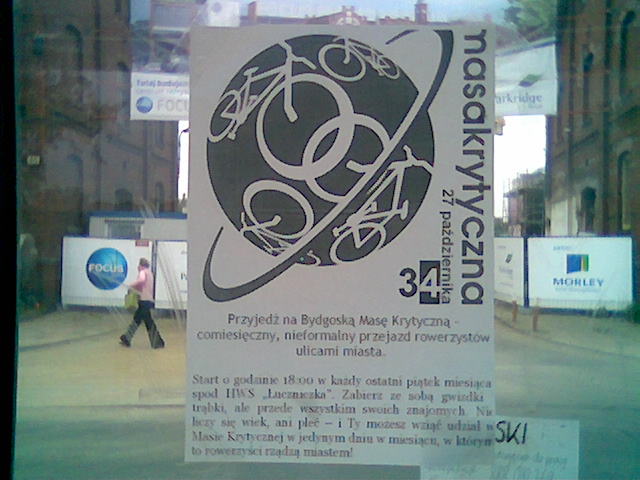 masakrytyczna
27 października
34
Przyjedź na Bydgoską Masę Krytyczną -
comiesięczny, nieformalny przejazd rowerzystów
ulicami miasta.
Start o godzinie 18:00 w każdy ostatni piątek miesiąca
spod HWS „Łuczniczka”. Zabierz ze sobą gwizdki
trąbki, ale przede wszystkim swoich znajomych. Nie
liczy się wiek, ani płeć – i Ty możesz wziąć udział w
Masie Krytycznej w jedynym dniu w miesiącu, w którym
to rowerzyści rządzą miastem!
SKI
FOCUS
Parkridge
FOCUS
MORLEY